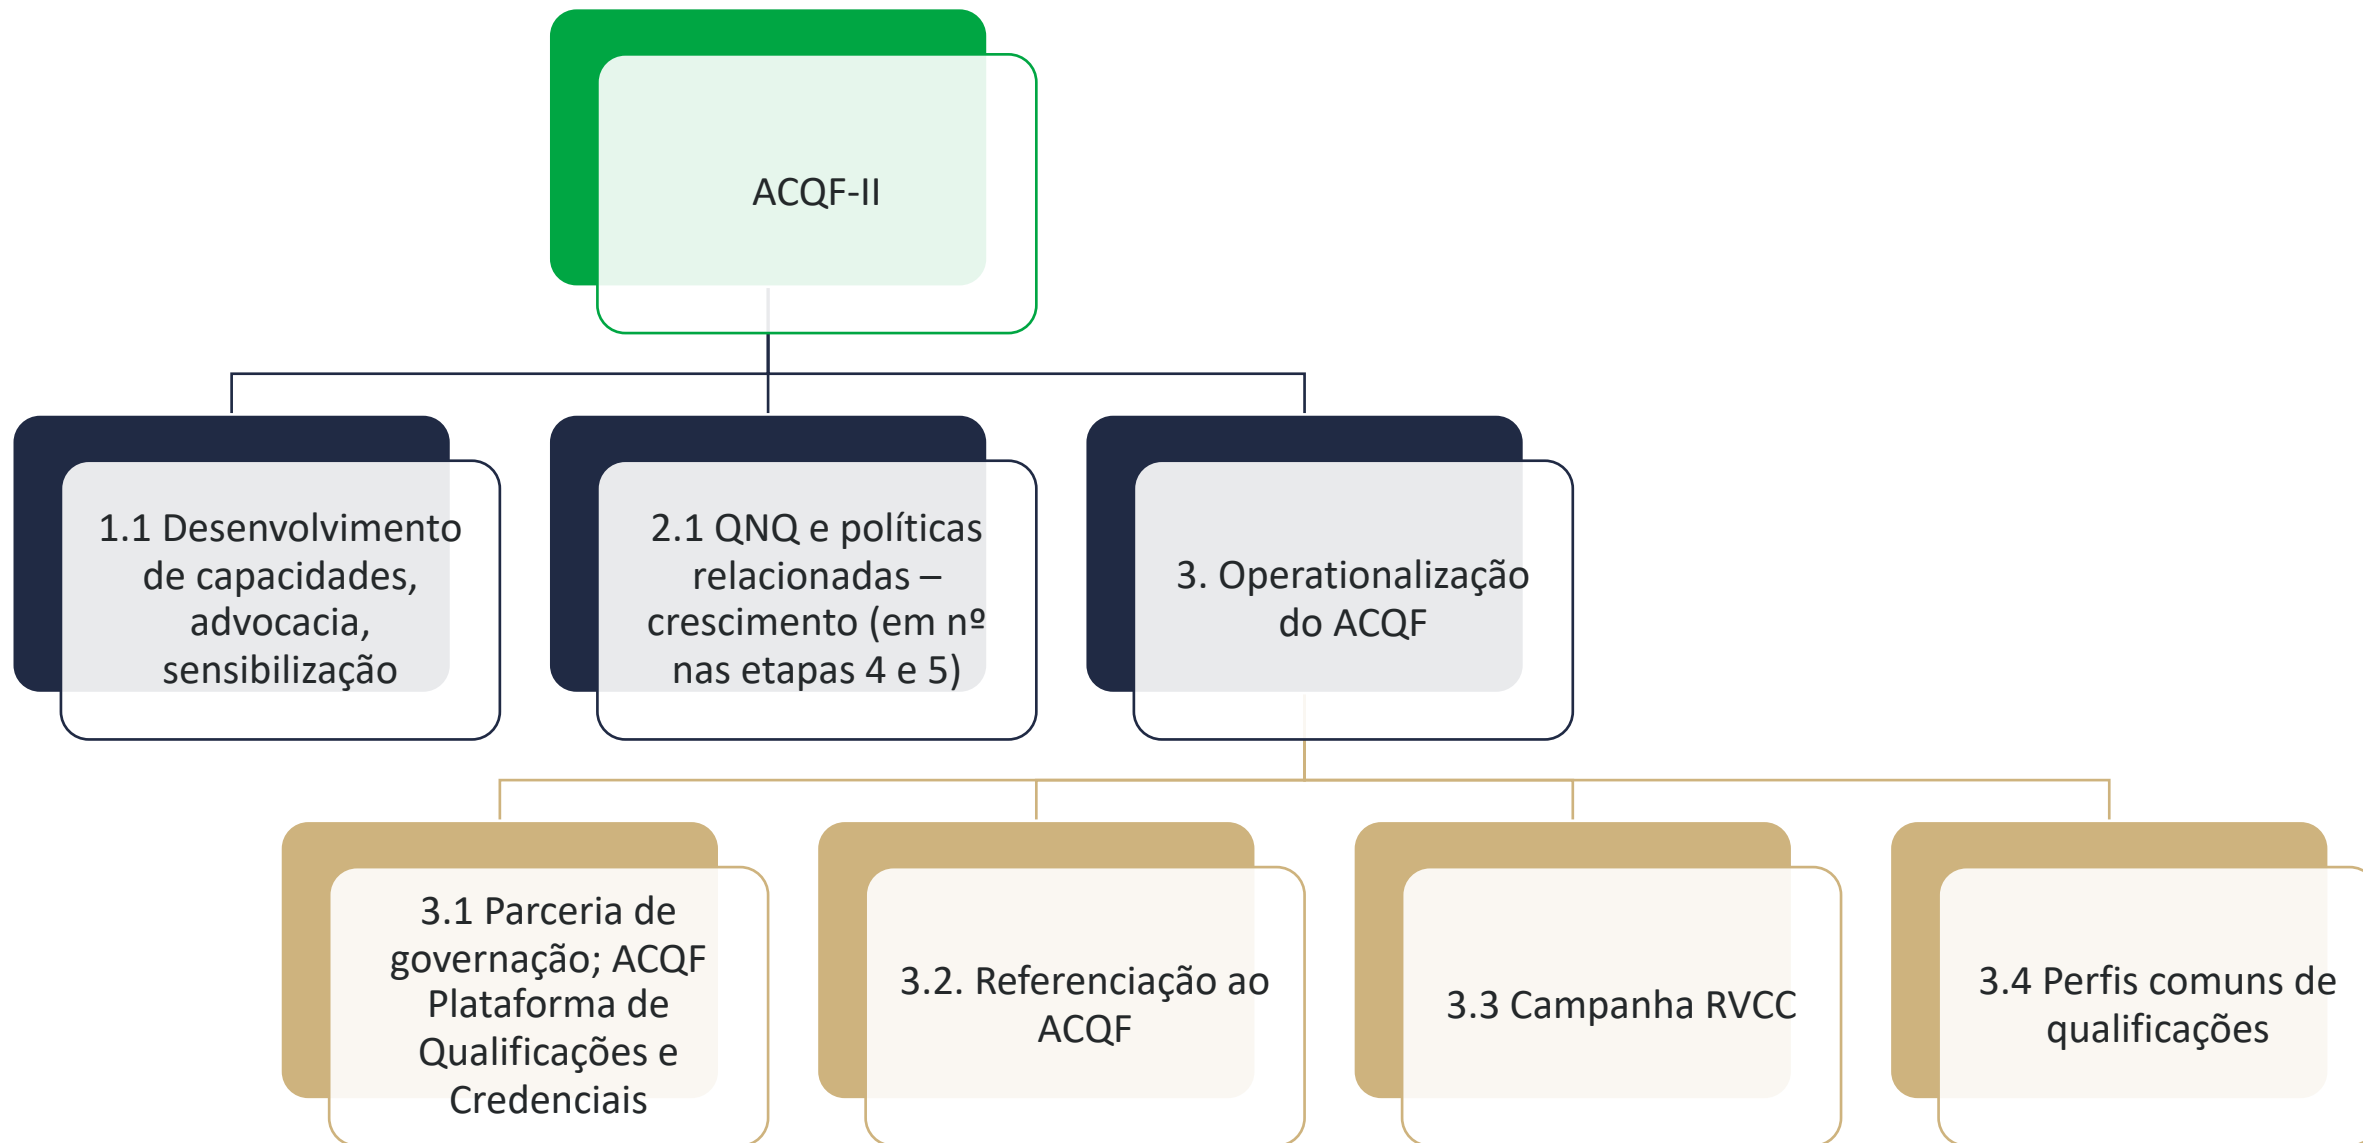 ACQF-II
1.1 Desenvolvimento
de capacidades,
advocacia,
sensibilização
2.1 QNQ e políticas
relacionadas –
crescimento (em nº
nas etapas 4 e 5)
3. Operationalização
do ACQF
3.1 Parceria de
governação; ACQF
Plataforma de
Qualificações e
Credenciais
3.2. Referenciação ao
ACQF
3.3 Campanha RVCC
3.4 Perfis comuns de
qualificações